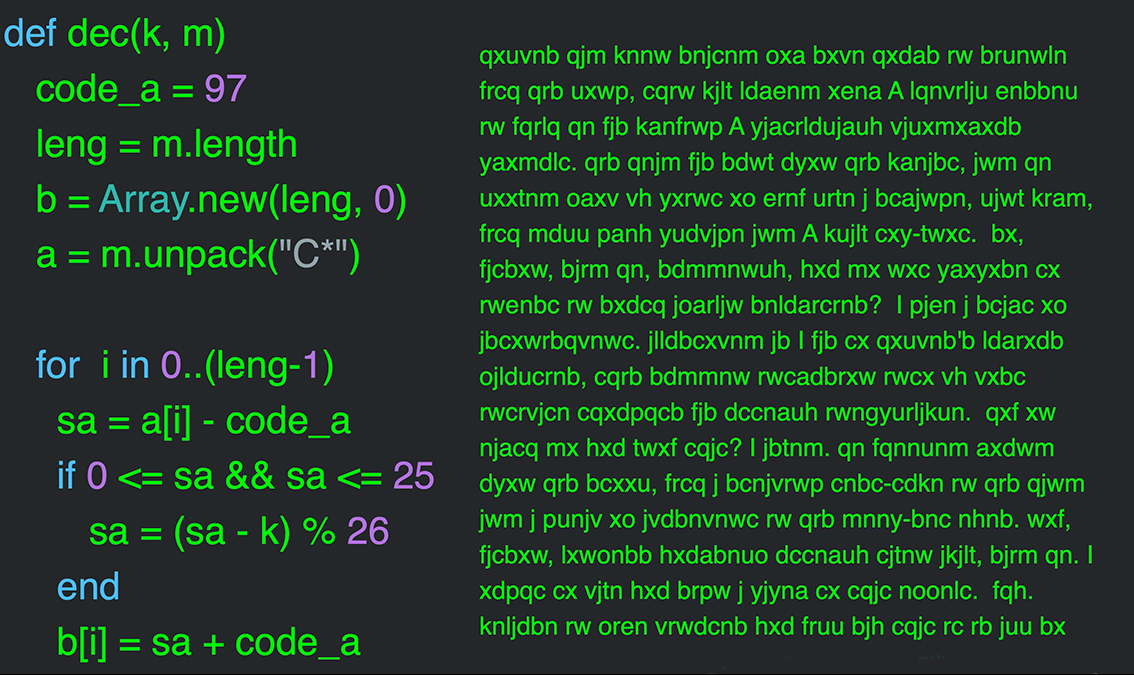 def dec(k, m)
code_a = 97
leng = m.length
b = Array.new(leng, 0)
a = m.unpack("C*")
for i in 0..(leng-1)
sa = a[i] - code_a
if 0 <= sa && sa <= 25
sa = (sa - k) % 26
end
b[i] = sa + code_a
qxuvnb qjm knnw bnjcnm oxa bxvn qxdab rw brunwln
frcq qrb uxwp, cqrw kjlt ldaenm xena A lqnvrlju enbbnu
rw fqrlq qn fjb kanfrwp A yjacrldujauh vjuxmxaxdb
yaxmdlc. qrb qnjm fjb bdwt dyxw qrb kanjbc, jwm qn
uxxtnm oaxv vh yxrwc xo ernf urtn j bcajwpn, ujwt kram,
frcq mduu panh yudvjpn jwm A kujlt cxy-twxc. bx,
fjcbxw, bjrm qn, bdmmnwuh, hxd mx wxc yaxyxbn cx
rwenbc rw bxdcq joarljw bnldarcrnb? I pjen j bcjac xo
jbcxwrbqvnwc. jlldbcxvnm jb I fjb cx qxuvnb'b ldarxdb
ojlducrnb, cqrb bdmmnw rwcadbrxw rwcx vh vxbc
rwcrvjcn cqxdpqcb fjb dccnauh rwngyurljkun. qxf xw
njacq mx hxd twxf cqjc? I jbtnm. qn fqnnunm axdwm
dyxw qrb bcxxu, frcq j bcnjvrwp cnbc-cdkn rw qrb qjwm
jwm j punjv xo jvdbnvnwc rw qrb mnny-bnc nhnb. wxf,
fjcbxw, lxwonbb hxdabnuo dccnauh cjtnw jkjlt, bjrm qn. I
xdpqc cx vjtn hxd brpw j yjyna cx cqjc noonlc. fqh.
knljdbn rw oren vrwdcnb hxd fruu bjh cqjc rc rb juu bx